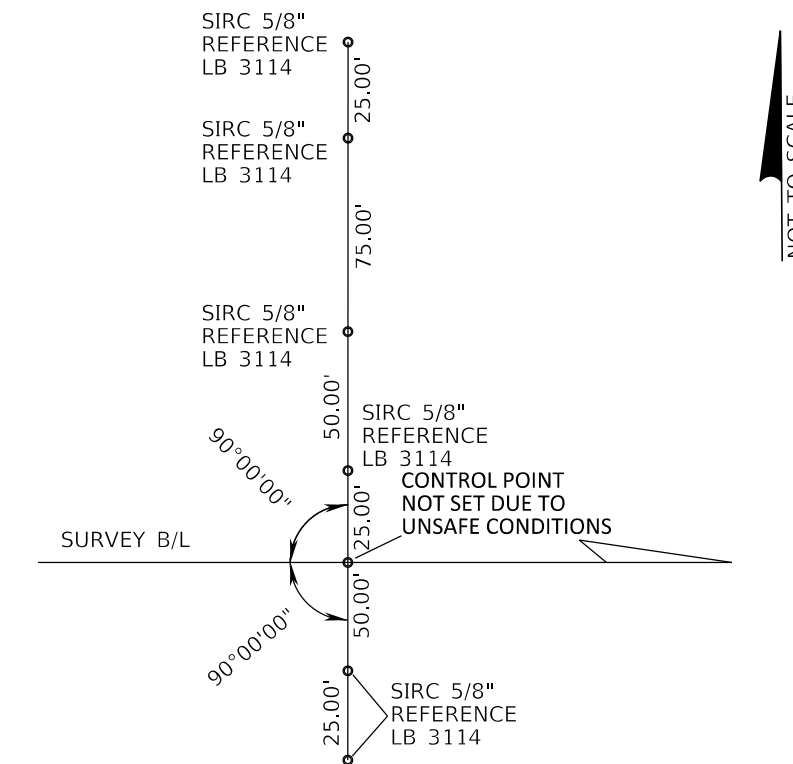 SIRC 5/8"
REFERENCE
LB 3114
25.00'
SIRC 5/8"
REFERENCE
LB 3114
75.00'
SIRC 5/8"
REFERENCE
LB 3114
50.00'
SIRC 5/8"
REFERENCE
LB 3114
90°00'00"
CONTROL POINT
NOT SET DUE TO
UNSAFE CONDITIONS
25.00'
SURVEY B/L
50.00'
90°00'00"
25.00'
SIRC 5/8"
REFERENCE
LB 3114
NOT TO SCALE